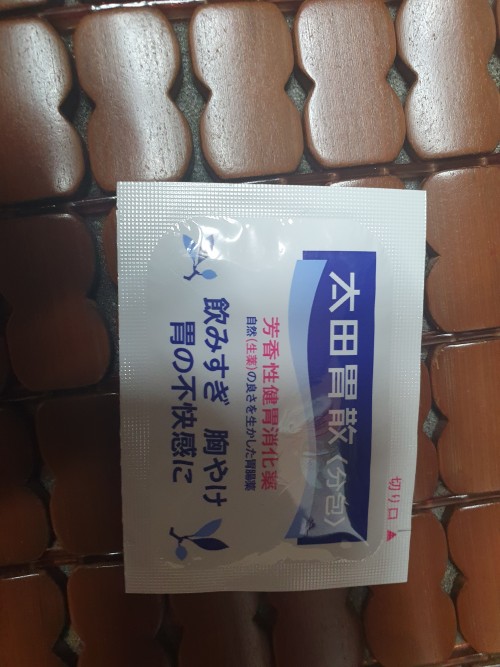 切り口
太田胃散〈分包〉
芳香性健胃消化薬
自然(生薬)の良さを生かした胃腸薬
飲みすぎ 胸やけ
胃の不快感に